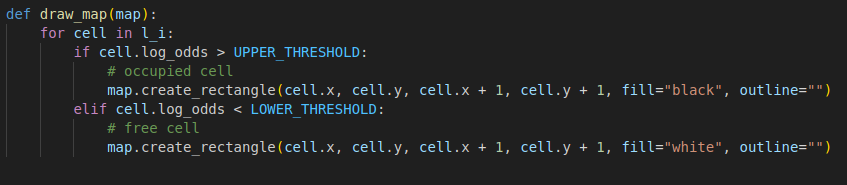 def draw_map(map):
    for cell in l_i:
        if cell.log_odds > UPPER_THRESHOLD:
            # occupied cell
            map.create_rectangle(cell.x, cell.y, cell.x + 1, cell.y + 1, fill="black", outline="")
        elif cell.log_odds < LOWER_THRESHOLD:
            # free cell
            map.create_rectangle(cell.x, cell.y, cell.x + 1, cell.y + 1, fill="white", outline="")